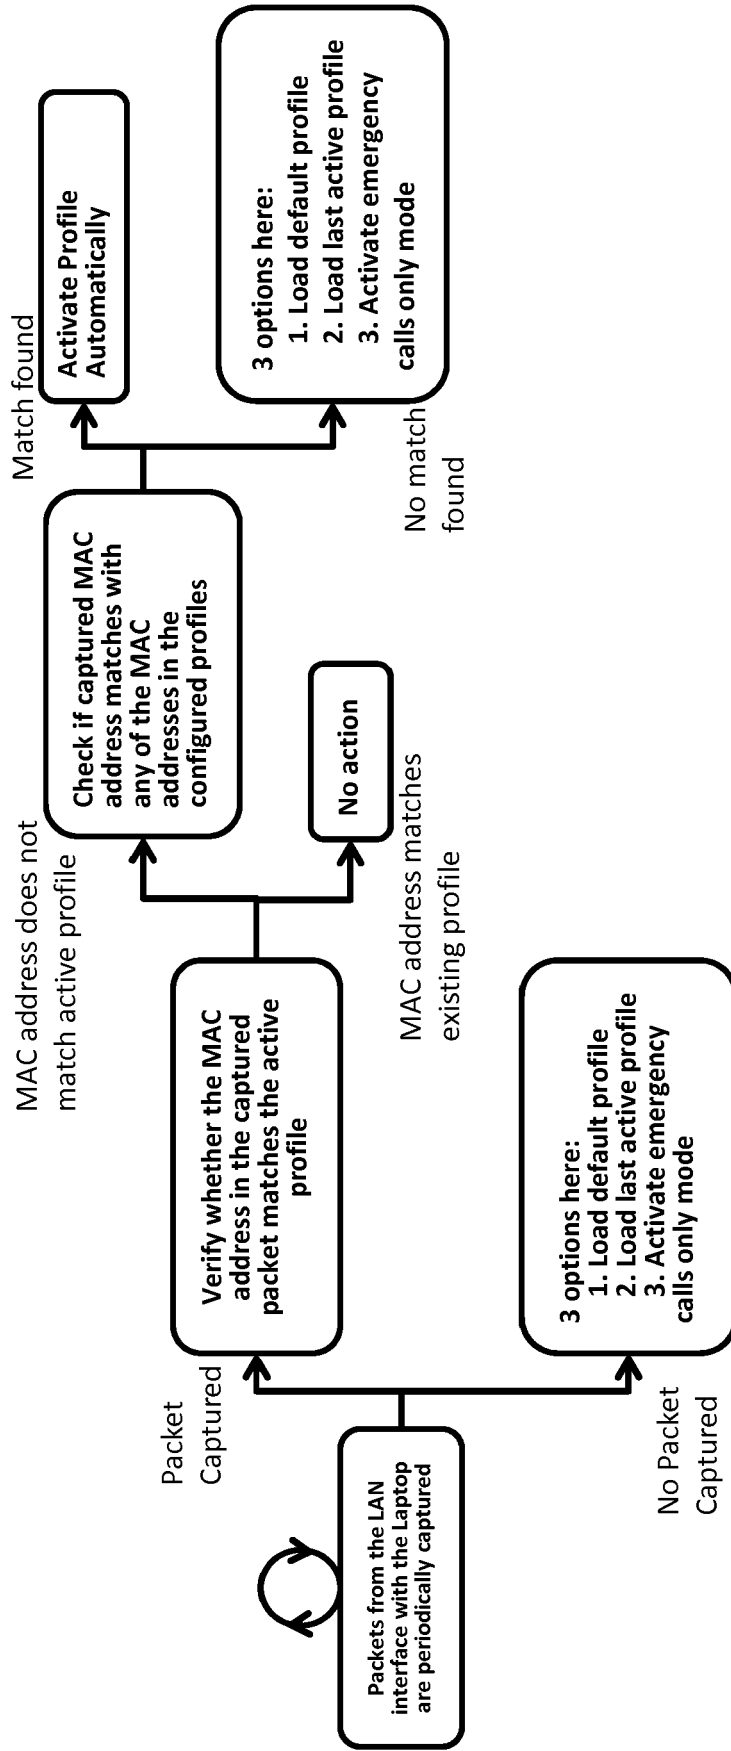 Packets from the LAN
interface with the Laptop
are periodically captured
Packet
Captured
No Packet
Captured
Verify whether the MAC
address in the captured
packet matches the active
profile
3 options here:
1. Load default profile
2. Load last active profile
3. Activate emergency
calls only mode
MAC address does not
match active profile
MAC address matches
existing profile
Check if captured MAC
address matches with
any of the MAC
addresses in the
configured profiles
No action
Match found
No match
found
Activate Profile
Automatically
3 options here:
1. Load default profile
2. Load last active profile
3. Activate emergency
calls only mode